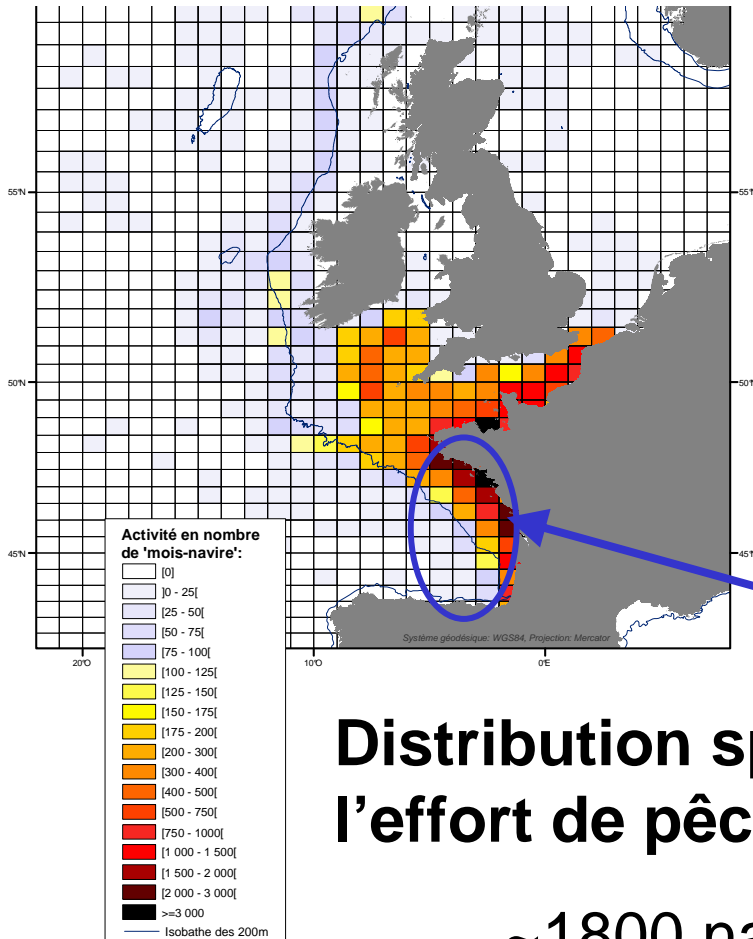 55°N
55°N
50°N
50°N
45°N
45°N
Système géodésique: WGS84, Projection: Mercator
20°O
10°O
0°E
Activité en nombre
de 'mois-navire':
[0]
]0 - 25[
[25 - 50[
[50 - 75[
[75 - 100[
[100 - 125[
[125 - 150[
[150 - 175[
[175 - 200[
[200 - 300[
[300 - 400[
[400 - 500[
[500 - 750[
[750 - 1000[
[1 000 - 1 500[
[1 500 - 2 000[
[2 000 - 3 000[
>=3 000
Isobathe des 200m
Distribution sp
l'effort de pêc
~1800 na